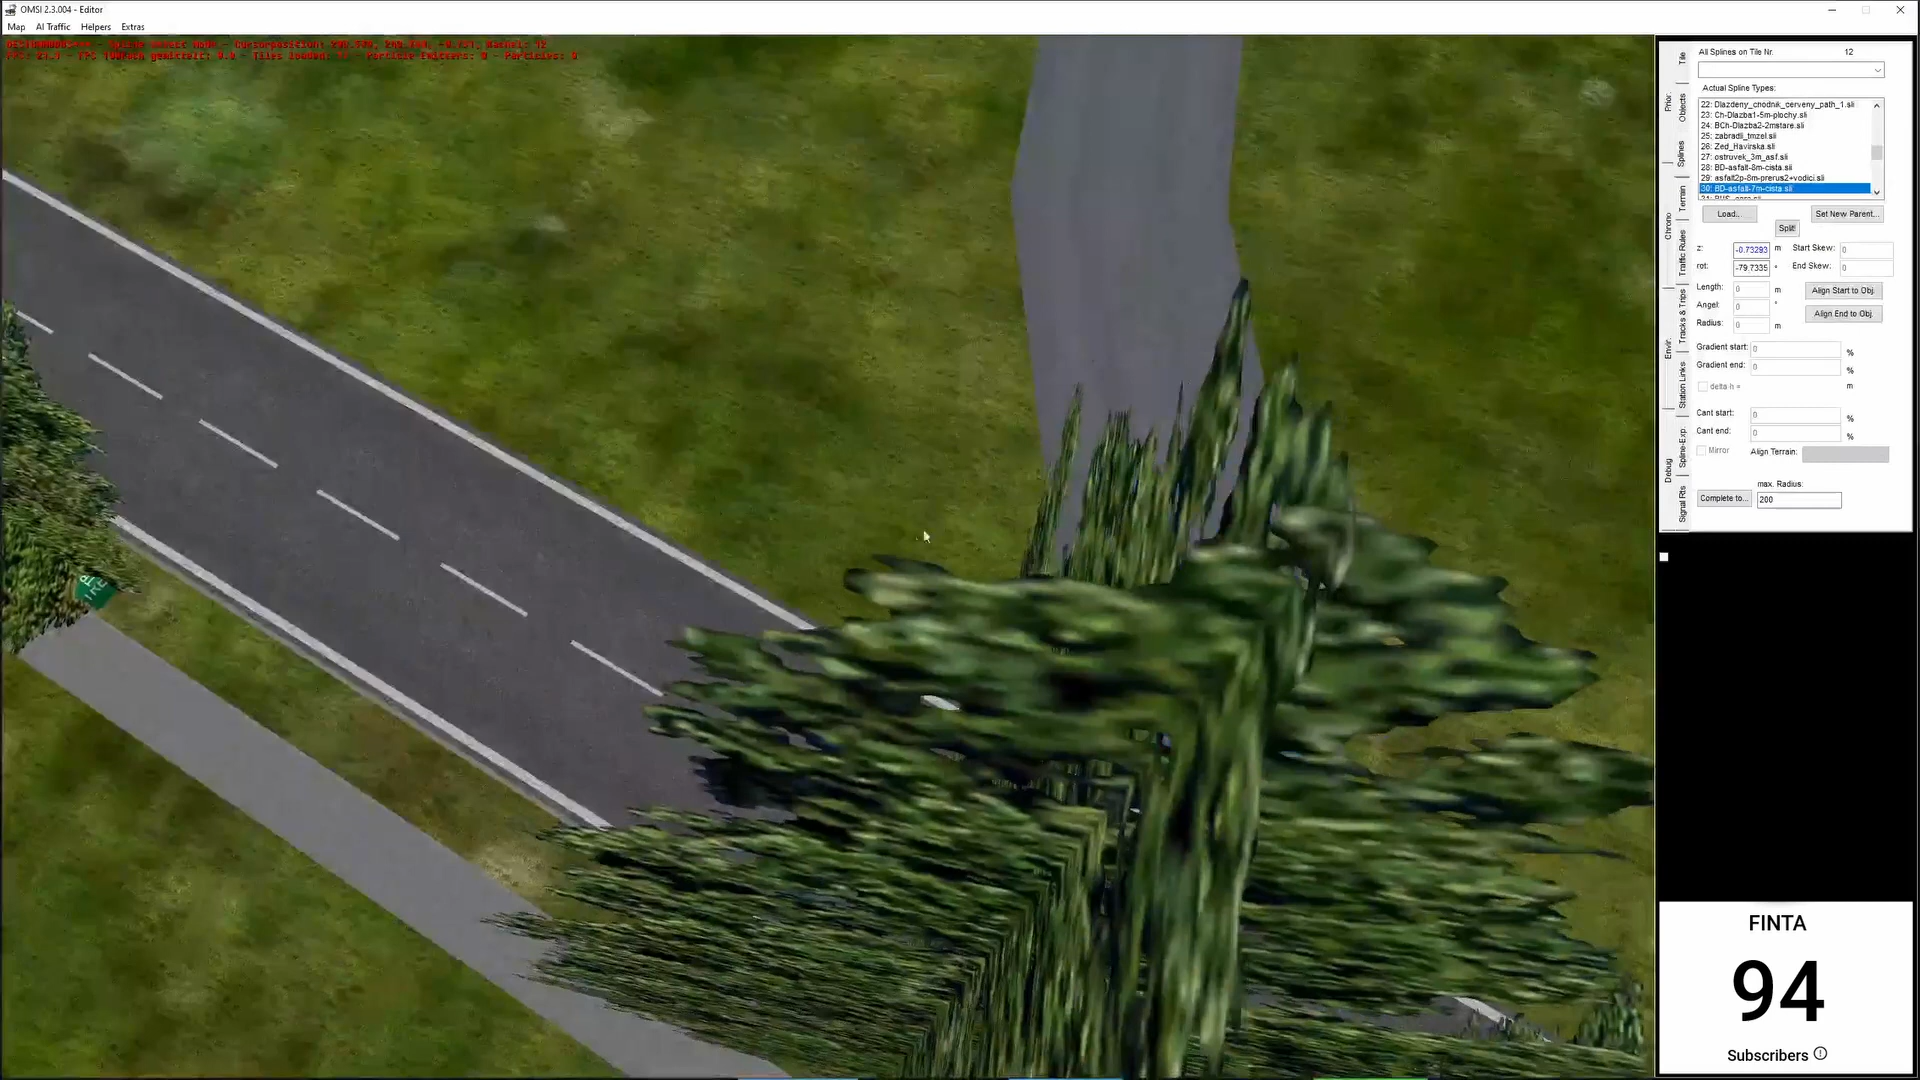 OMSI 2.3.004 - Editor
Map AI Traffic Helpers Extras
Tile
Objects
Splines
Terrain
Traffic Rules
Tracks & Trips
Station Links
Spline-Exp.
Signal Rts
Prior.
Chrono
Envir.
Debug
All Splines on Tile Nr. 12
Actual Spline Types:
22: Dlazdeny_chodnik_cerveny_path_1.sli
23: Ch-Dlazba1-5m-plochy.sli
24: BCh-Dlazba2-2mstare.sli
25: zabradli_tmzel.sli
26: Zed_Havirska.sli
27: ostruvek_3m_asf.sli
28: BD-asfalt-8m-cista.sli
29: asfalt2p-8m-prerus2+vodici.sli
30: BD-asfalt-7m-cista.sli
Load... Set New Parent...
Split!
z: -0.73293 m Start Skew: 0
rot: -79.7335 ° End Skew: 0
Length: 0 m Align Start to Obj.
Angel: 0 °
Radius: 0 m Align End to Obj.
Gradient start: 0 %
Gradient end: 0 %
delta h = m
Cant start: 0 %
Cant end: 0 %
Mirror Align Terrain:
max. Radius:
Complete to... 200
FINTA
94
Subscribers